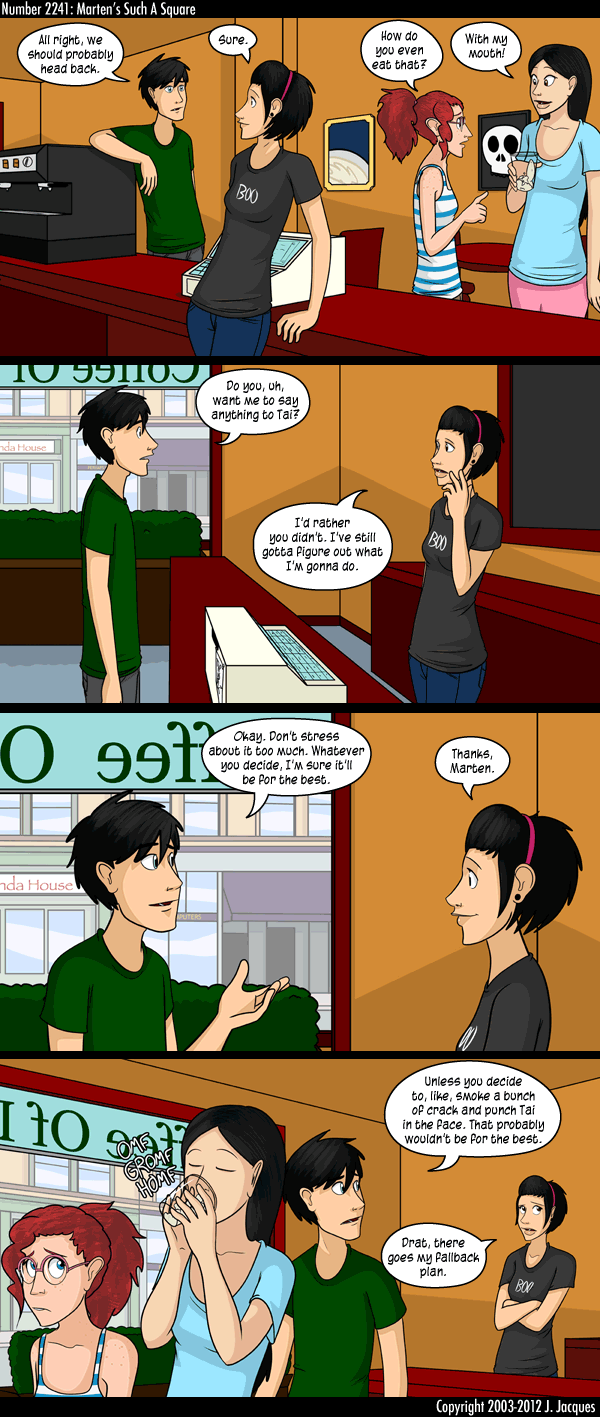 Number 2241: Marten's Such A Square
All right, we
should probably
head back.
Sure.
How do
you even
eat that?
With my
mouth!
BOO
Coffee Of
nda House
Do you, uh,
want me to say
anything to Tai?
I'd rather
you didn't. I've still
gotta figure out what
I'm gonna do.
BOO
ffee O
nda House
PUTERS
Okay. Don't stress
about it too much. Whatever
you decide, I'm sure it'll
be for the best.
Thanks,
Marten.
OO
ffee Of D
OMF
GROMF
HOMF
Unless you decide
to, like, smoke a bunch
of crack and punch Tai
in the face. That probably
wouldn't be for the best.
Drat, there
goes my fallback
plan.
BOO
Copyright 2003-2012 J. Jacques